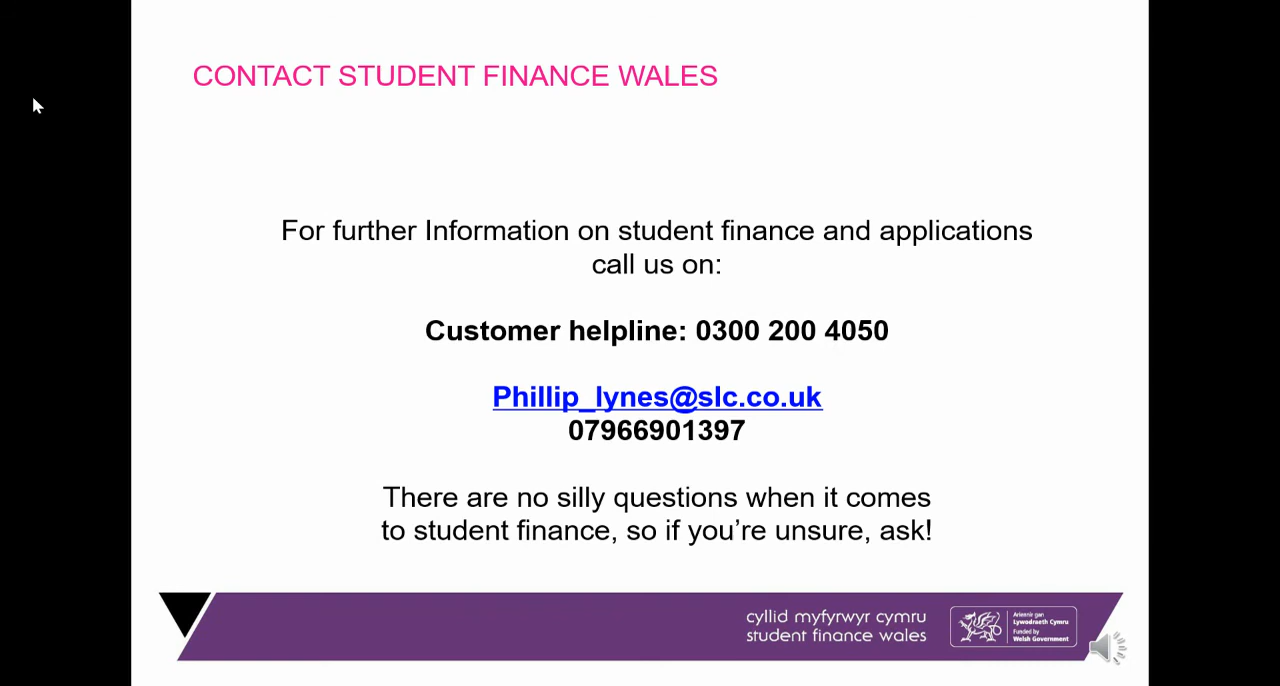 CONTACT STUDENT FINANCE WALES
For further Information on student finance and applications
call us on:
Customer helpline: 0300 200 4050
Phillip_lynes@slc.co.uk
07966901397
There are no silly questions when it comes
to student finance, so if you’re unsure, ask!
cyllid myfyrwyr cymru
student finance wales
Ariennir gan
Lywodraeth Cymru
Funded by
Welsh Government